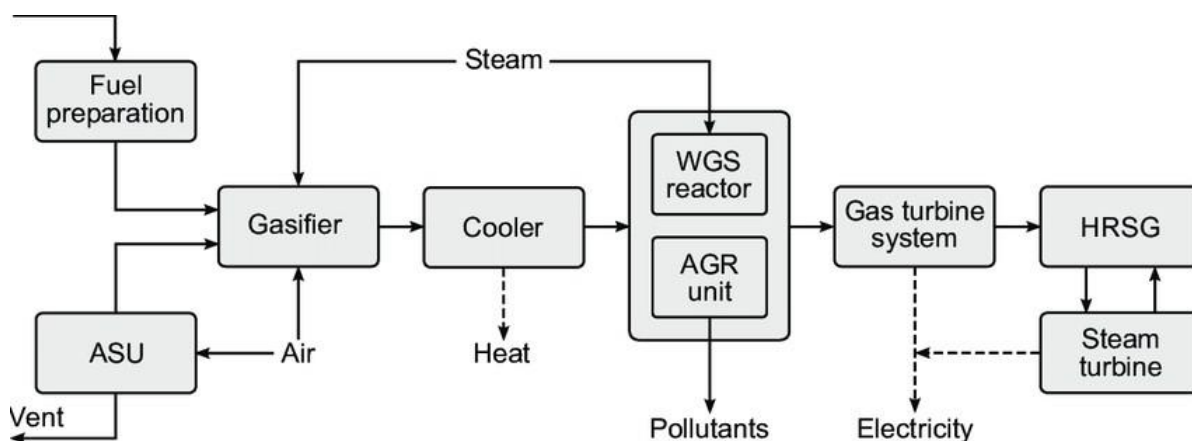 Fuel
preparation
Steam
WGS
reactor
Gasifier
Cooler
Gas turbine
system
HRSG
AGR
unit
ASU
Air
Heat
Steam
turbine
Vent
Pollutants
Electricity